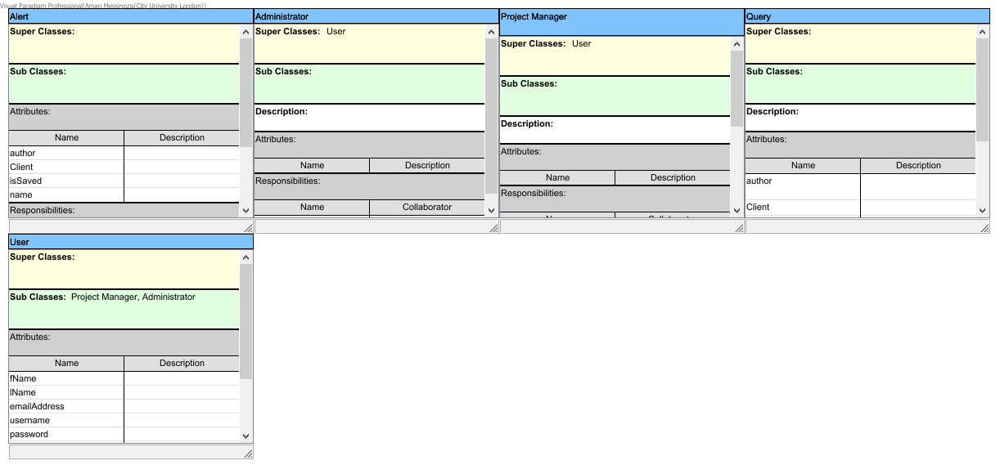 Visual Paradigm Professional(Aman Messinezis(City University London))
Alert
Super Classes:
Sub Classes:
Attributes:
Name Description
author
Client
isSaved
name
Responsibilities:
Administrator
Super Classes: User
Sub Classes:
Description:
Attributes:
Name Description
Responsibilities:
Name Collaborator
Project Manager
Super Classes: User
Sub Classes:
Description:
Attributes:
Name Description
Responsibilities:
Query
Super Classes:
Sub Classes:
Description:
Attributes:
Name Description
author
Client
User
Super Classes:
Sub Classes: Project Manager, Administrator
Attributes:
Name Description
fName
lName
emailAddress
username
password